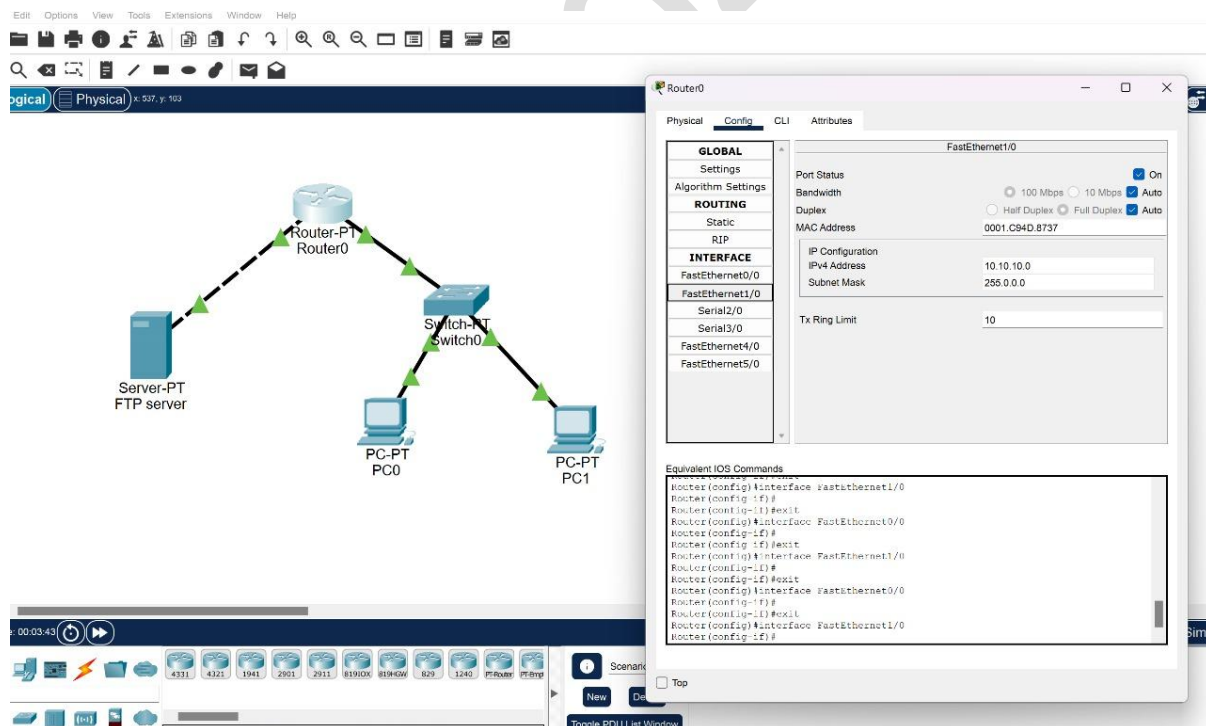 Edit Options View Tools Extensions Window Help
ogical Physical x: 537, y: 103
Router-PT
Router0
Switch-PT
Switch0
Server-PT
FTP server
PC-PT
PC0
PC-PT
PC1
: 00:03:43
4331 4321 1941 2901 2911 819IOX 819HGW 829 1240 PT-Router PT-Emp
Scenari
New De
Toggle PDU List Window
Sim
Router0
Physical Config CLI Attributes
GLOBAL
Settings
Algorithm Settings
ROUTING
Static
RIP
INTERFACE
FastEthernet0/0
FastEthernet1/0
Serial2/0
Serial3/0
FastEthernet4/0
FastEthernet5/0
FastEthernet1/0
Port Status On
Bandwidth 100 Mbps 10 Mbps Auto
Duplex Half Duplex Full Duplex Auto
MAC Address 0001.C94D.8737
IP Configuration
IPv4 Address 10.10.10.0
Subnet Mask 255.0.0.0
Tx Ring Limit 10
Equivalent IOS Commands
Router(config)#interface FastEthernet1/0
Router(config-if)#
Router(config-if)#exit
Router(config)#interface FastEthernet0/0
Router(config-if)#
Router(config-if)#exit
Router(config)#interface FastEthernet1/0
Router(config-if)#
Router(config-if)#exit
Router(config)#interface FastEthernet0/0
Router(config-if)#
Router(config-if)#exit
Router(config)#interface FastEthernet1/0
Router(config-if)#
Top